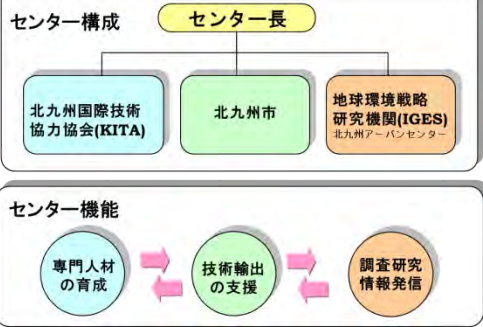 センター構成
センター長
北九州国際技術
協力協会(KITA)
北九州市
地球環境戦略
研究機関(IGES)
北九州アーバンセンター
センター機能
専門人材
の育成
技術輸出
の支援
調査研究
情報発信